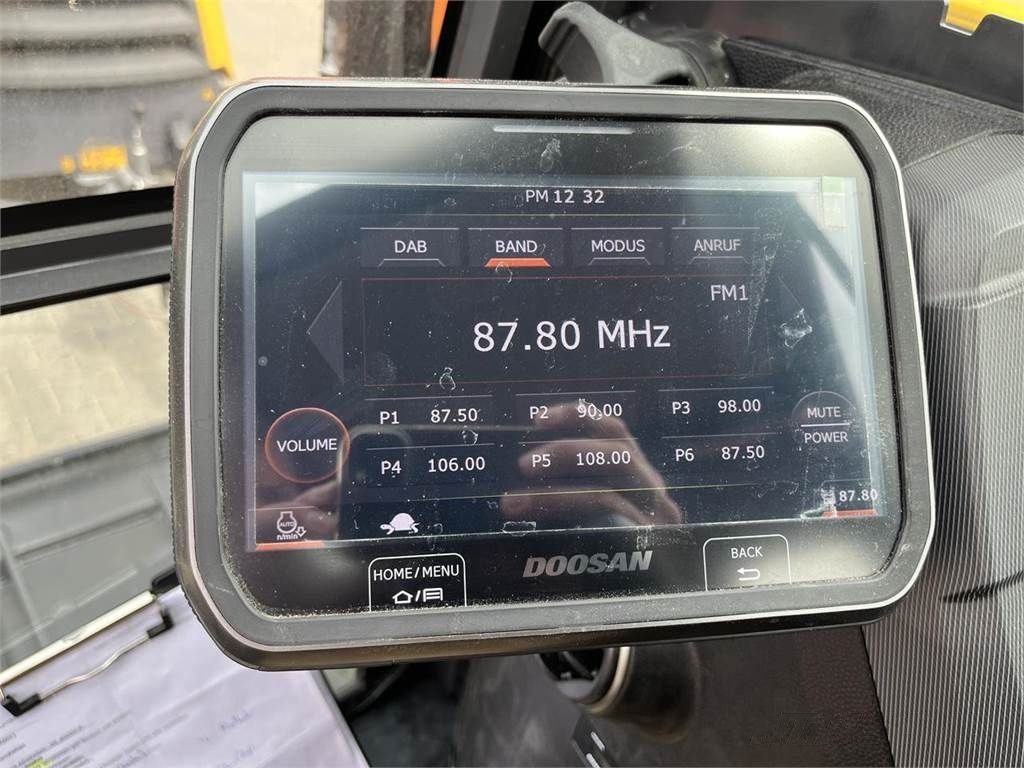 PM 12 32
DAB BAND MODUS ANRUF
FM1
87.80 MHz
P1 87.50 P2 90.00 P3 98.00
P4 106.00 P5 108.00 P6 87.50
VOLUME
MUTE
POWER
AUTO
n/min
87.80
HOME/MENU
DOOSAN
BACK